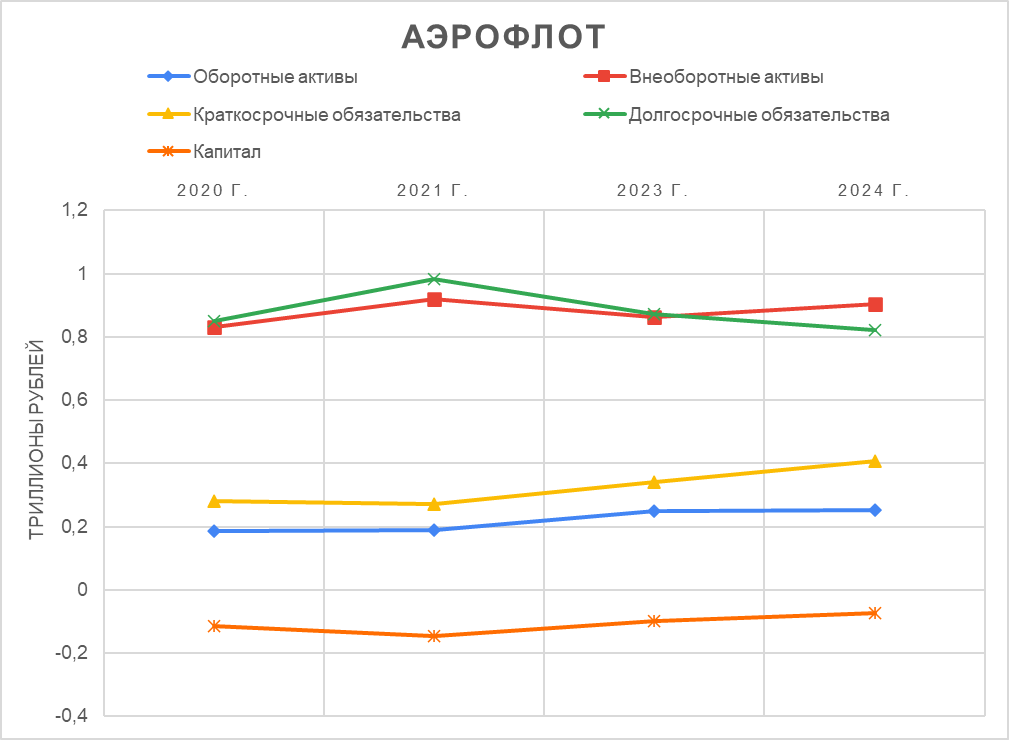 АЭРОФЛОТ
Оборотные активы
Внеоборотные активы
Краткосрочные обязательства
Долгосрочные обязательства
Капитал
2020 Г.
2021 Г.
2023 Г.
2024 Г.
1,2
1
0,8
0,6
0,4
0,2
0
-0,2
-0,4
ТРИЛЛИОНЫ РУБЛЕЙ